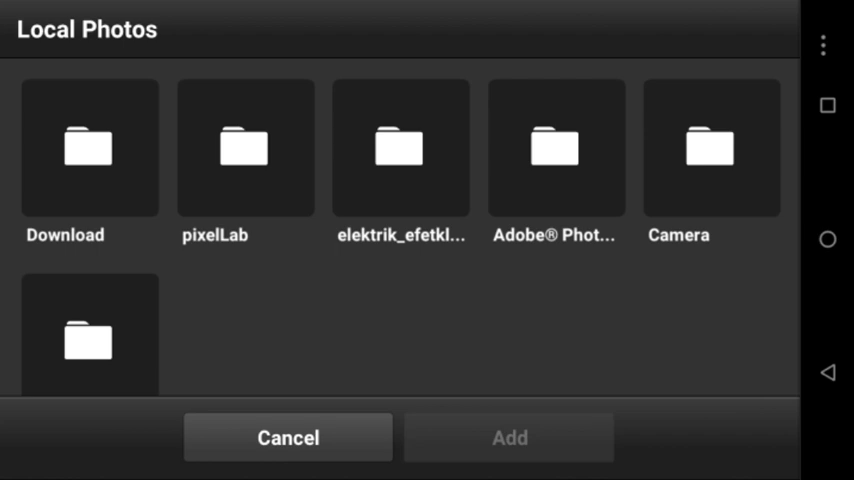 Local Photos
Download
pixelLab
elektrik_efetkl...
Adobe® Phot...
Camera
Cancel
Add